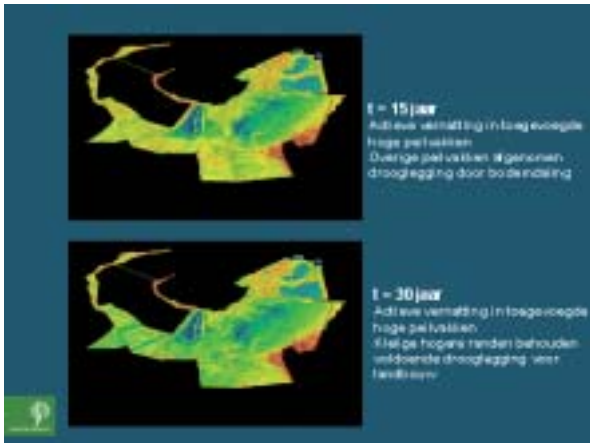 t = 15 jaar
Actieve vernatting in toegevoegde
hoge peilvakken
Overige peilvakken afgenomen
drooglegging door bodemdaling
t = 30 jaar
Actieve vernatting in toegevoegde
hoge peilvakken
Kleiige hogere randen behouden
voldoende drooglegging voor
landbouw